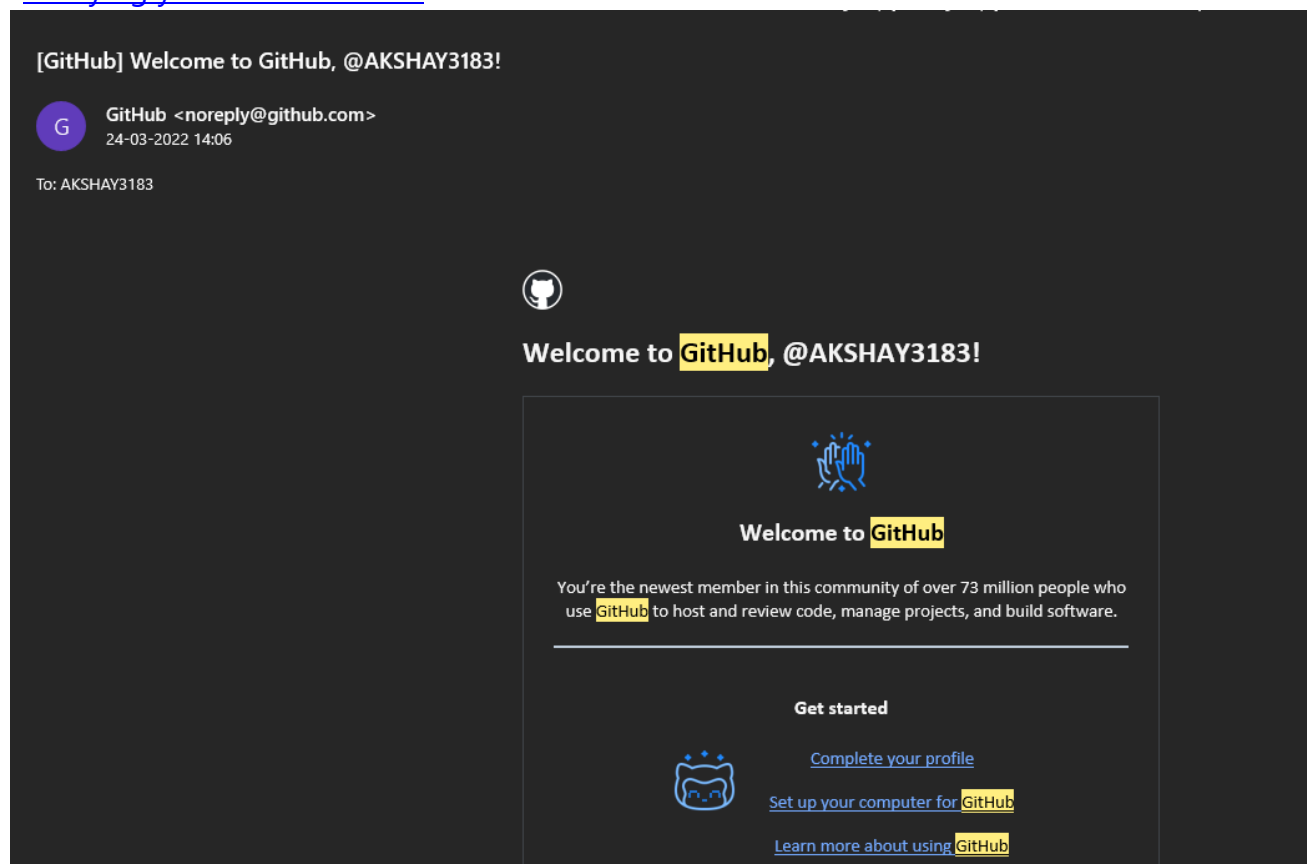 [GitHub] Welcome to GitHub, @AKSHAY3183!
G
GitHub <noreply@github.com>
24-03-2022 14:06
To: AKSHAY3183
Welcome to GitHub, @AKSHAY3183!
Welcome to GitHub
You're the newest member in this community of over 73 million people who
use GitHub to host and review code, manage projects, and build software.
Get started
Complete your profile
Set up your computer for GitHub
Learn more about using GitHub